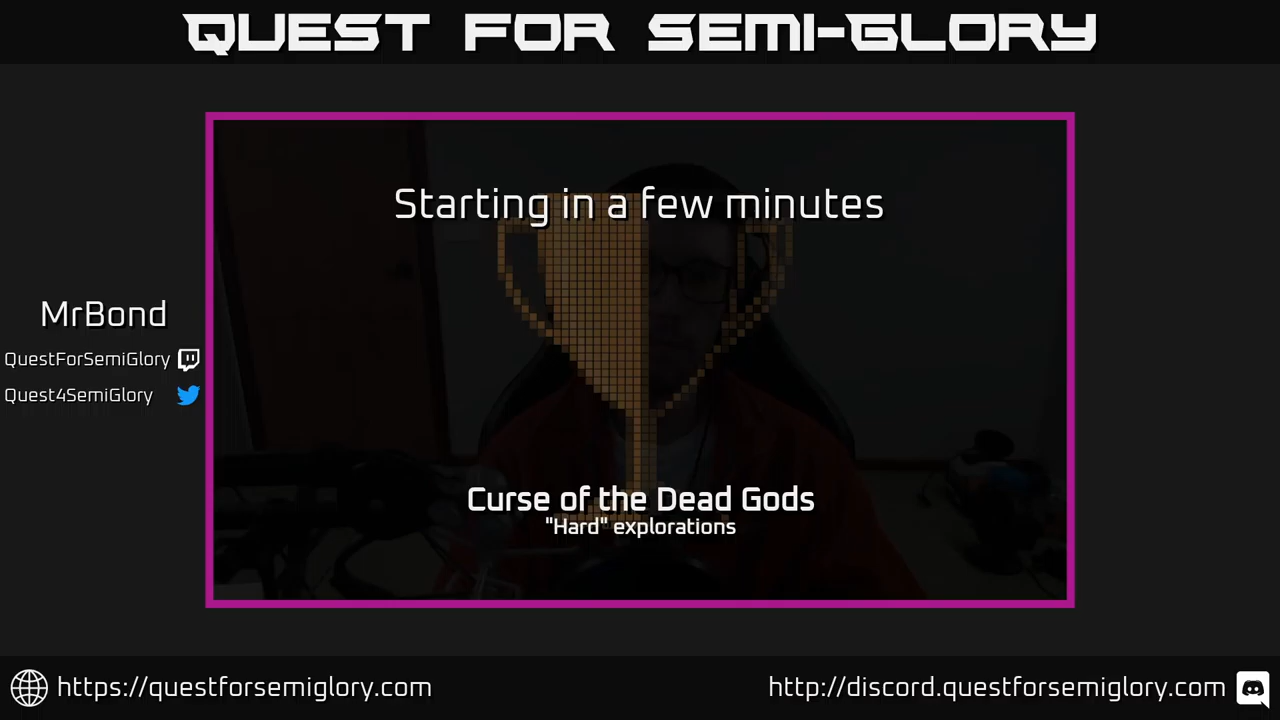 QUEST FOR SEMI-GLORY
Starting in a few minutes
MrBond
QuestForSemiGlory
Quest4SemiGlory
Curse of the Dead Gods
"Hard" explorations
https://questforsemiglory.com
http://discord.questforsemiglory.com